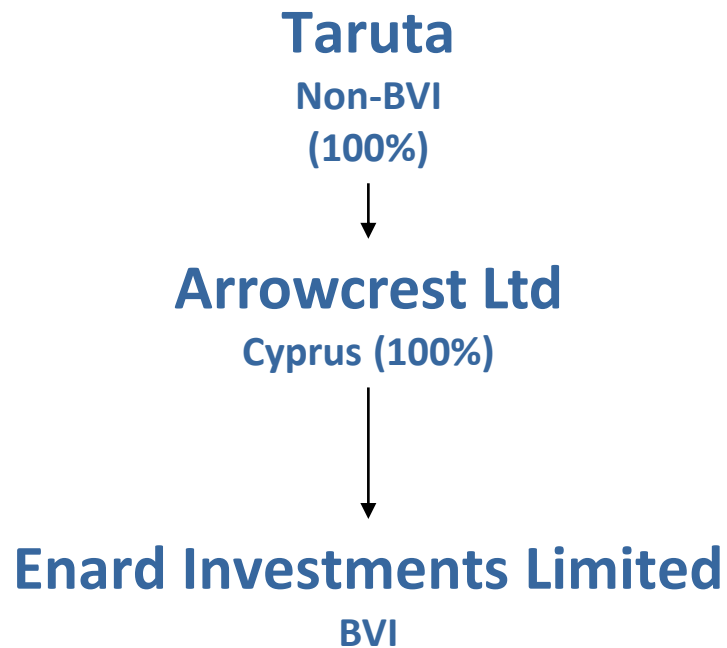 Taruta
Non-BVI
(100%)
Arrowcrest Ltd
Cyprus (100%)
Enard Investments Limited
BVI